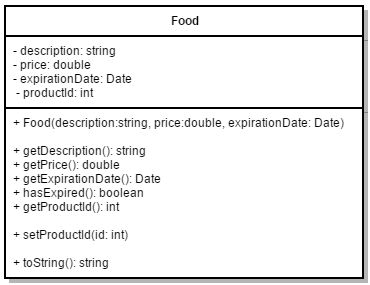 Food
- description: string
- price: double
- expirationDate: Date
- productId: int
+ Food(description:string, price:double, expirationDate: Date)
+ getDescription(): string
+ getPrice(): double
+ getExpirationDate(): Date
+ hasExpired(): boolean
+ getProductId(): int
+ setProductId(id: int)
+ toString(): string